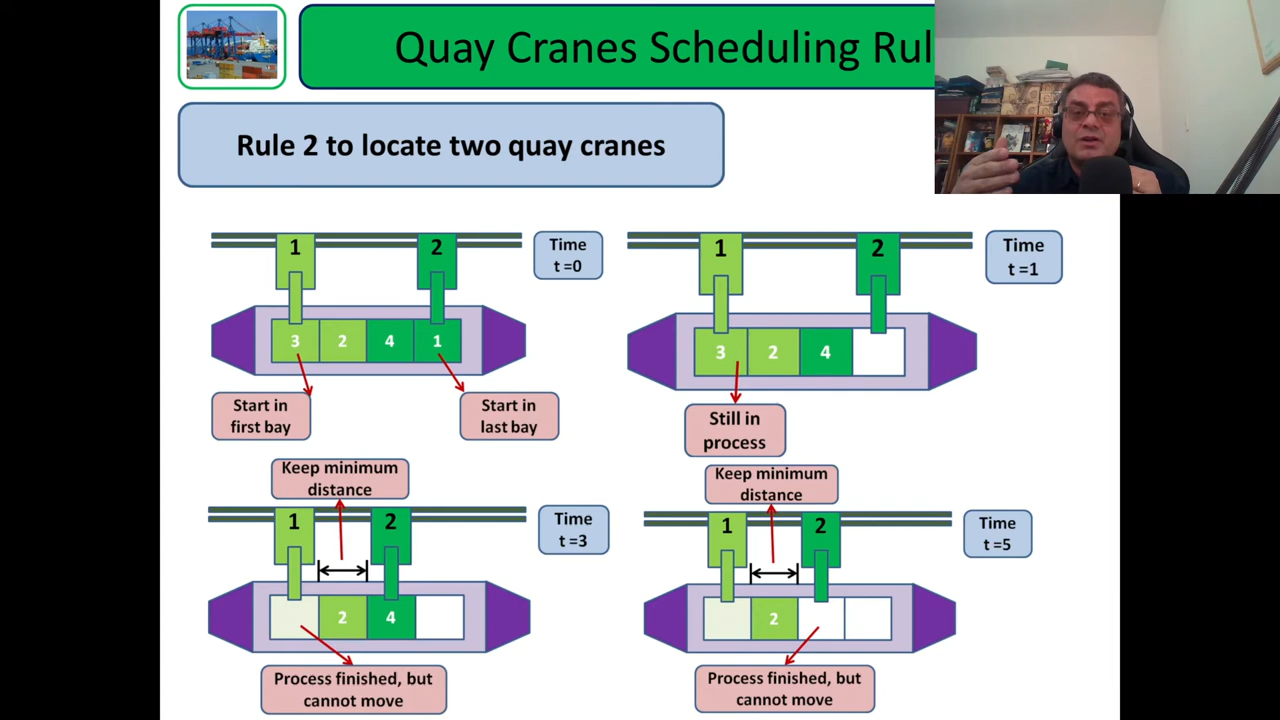 Quay Cranes Scheduling Rul
Rule 2 to locate two quay cranes
1
2
Time
t =0
3
2
4
1
Start in
first bay
Start in
last bay
1
2
Time
t =1
3
2
4
Still in
process
Keep minimum
distance
1
2
Time
t =3
2
4
Process finished, but
cannot move
Keep minimum
distance
1
2
Time
t =5
2
Process finished, but
cannot move